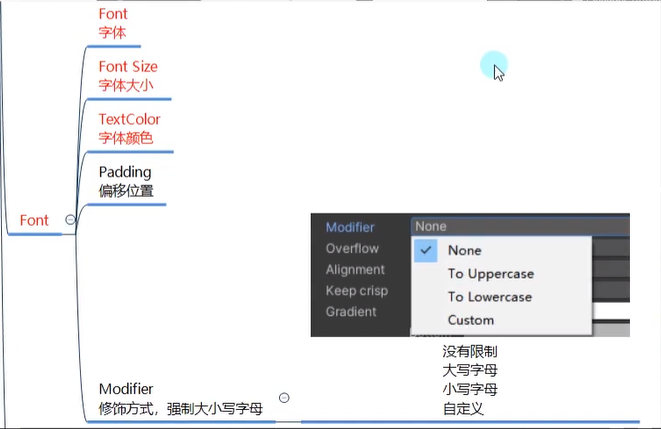 Font
字体
Font Size
字体大小
TextColor
字体颜色
Padding
偏移位置
Font
Modifier
None
Overflow
Alignment
Keep crisp
Gradient
None
To Uppercase
To Lowercase
Custom
没有限制
大写字母
小写字母
自定义
Modifier
修饰方式，强制大小写字母